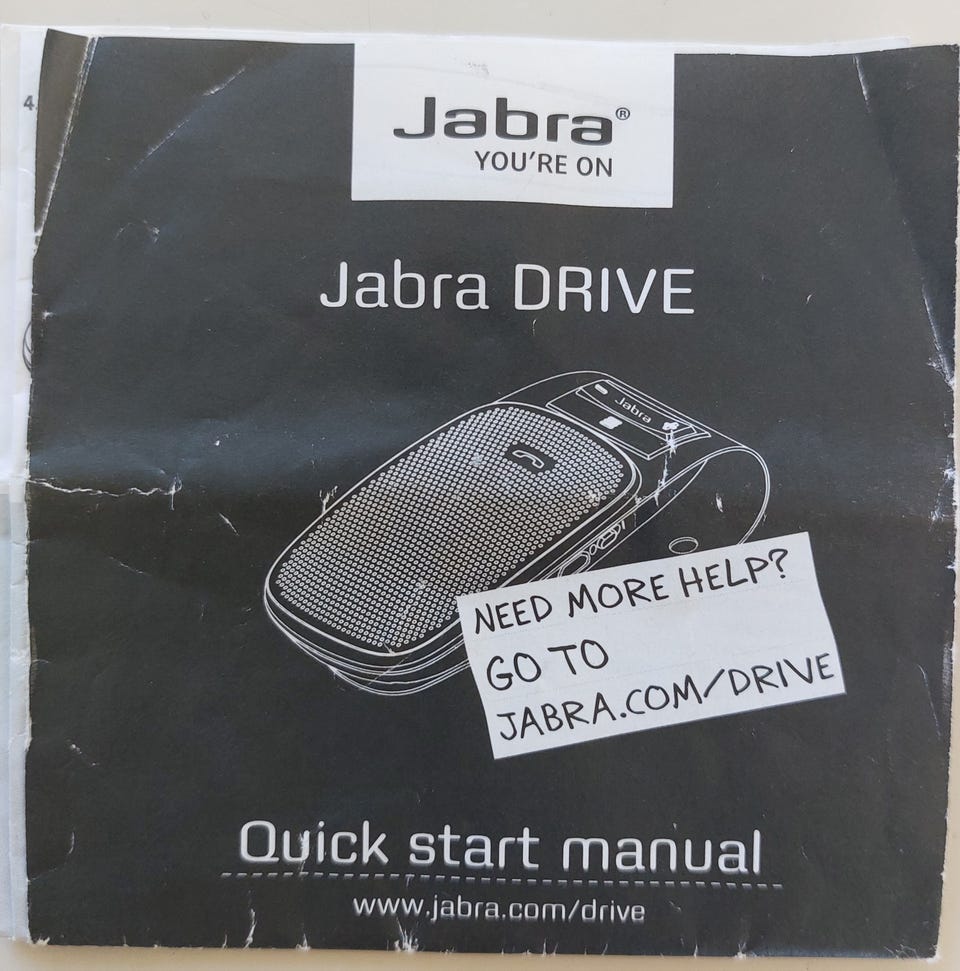 Jabra®
YOU'RE ON
Jabra DRIVE
Jabra
NEED MORE HELP?
GO TO
JABRA.COM/DRIVE
Quick start manual
www.jabra.com/drive
4.